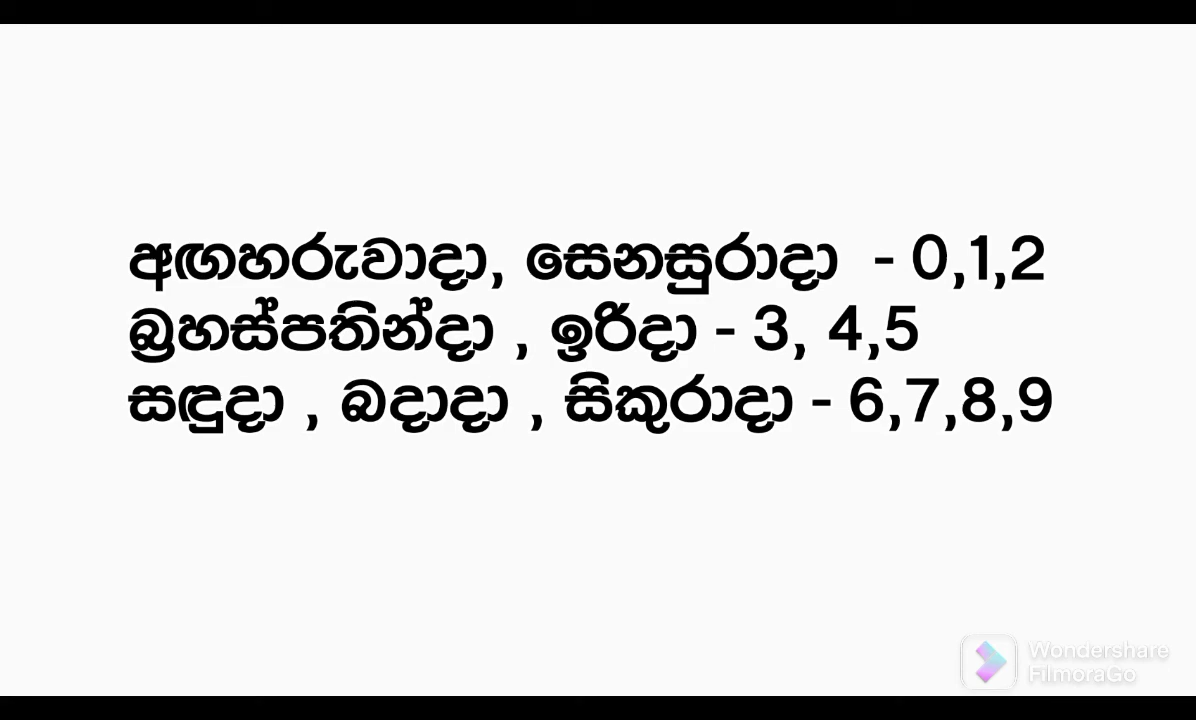 අඟහරුවාදා, සෙනසුරාදා - 0,1,2
බ්‍රහස්පතින්දා , ඉරිදා - 3, 4,5
සඳුදා , බදාදා , සිකුරාදා - 6,7,8,9
Wondershare
FilmoraGo